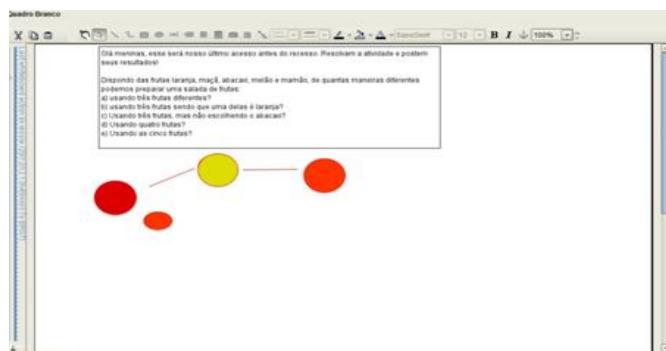 Quadro Branco
SansSerif 12 B I 100%
Olá meninas, esse será nosso último acesso antes do recesso. Resolvam a atividade e postem
seus resultados!
Dispondo das frutas laranja, maçã, abacaxi, melão e mamão, de quantas maneiras diferentes
podemos preparar uma salada de frutas:
a) usando três frutas diferentes?
b) usando três frutas sendo que uma delas é laranja?
c) Usando três frutas, mas não escolhendo o abacaxi?
d) Usando quatro frutas?
e) Usando as cinco frutas?